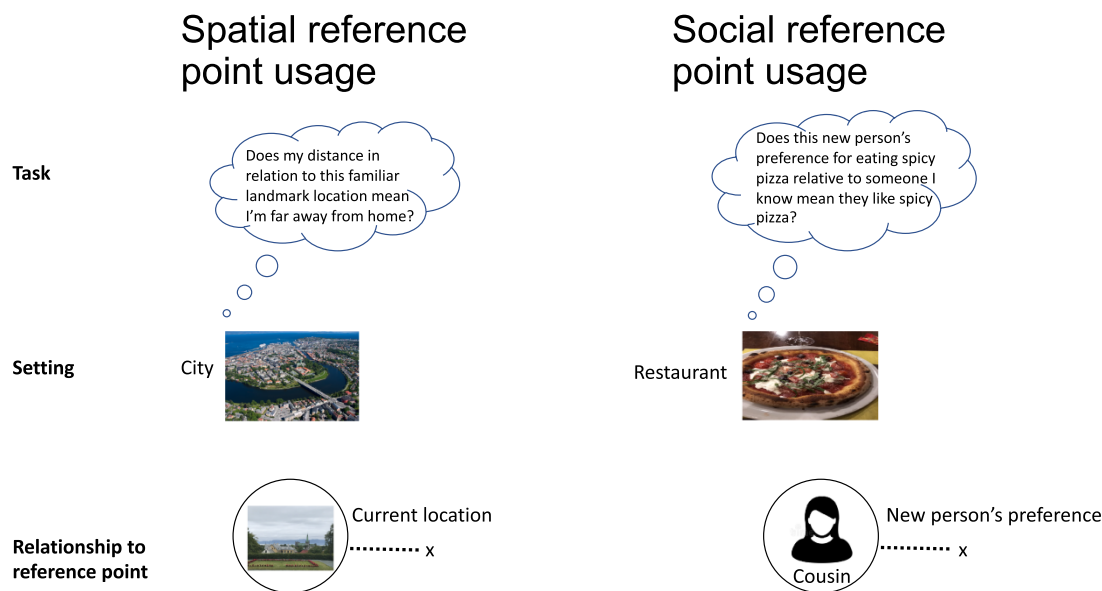 Spatial reference
point usage
Social reference
point usage
Task
Does my distance in
relation to this familiar
landmark location mean
I'm far away from home?
Does this new person's
preference for eating spicy
pizza relative to someone I
know mean they like spicy
pizza?
Setting
City
Restaurant
Relationship to
reference point
Current location
x
New person's preference
x
Cousin